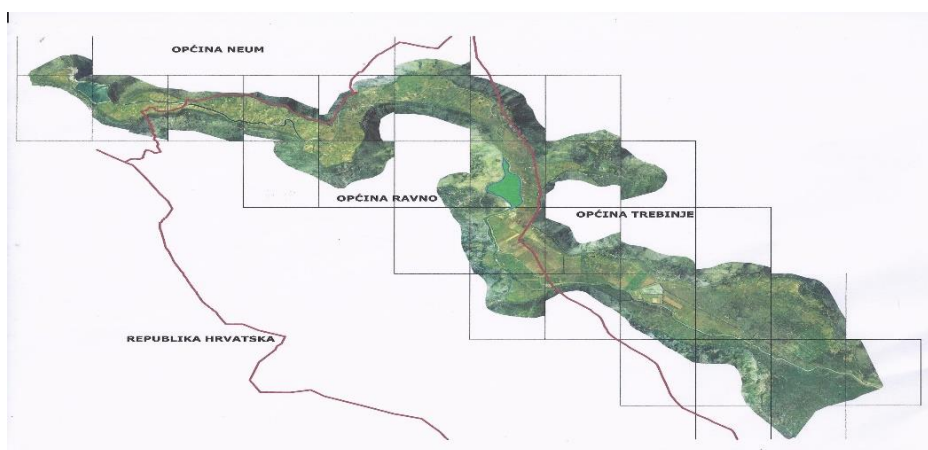 OPĆINA NEUM
OPĆINA RAVNO
OPĆINA TREBINJE
REPUBLIKA HRVATSKA